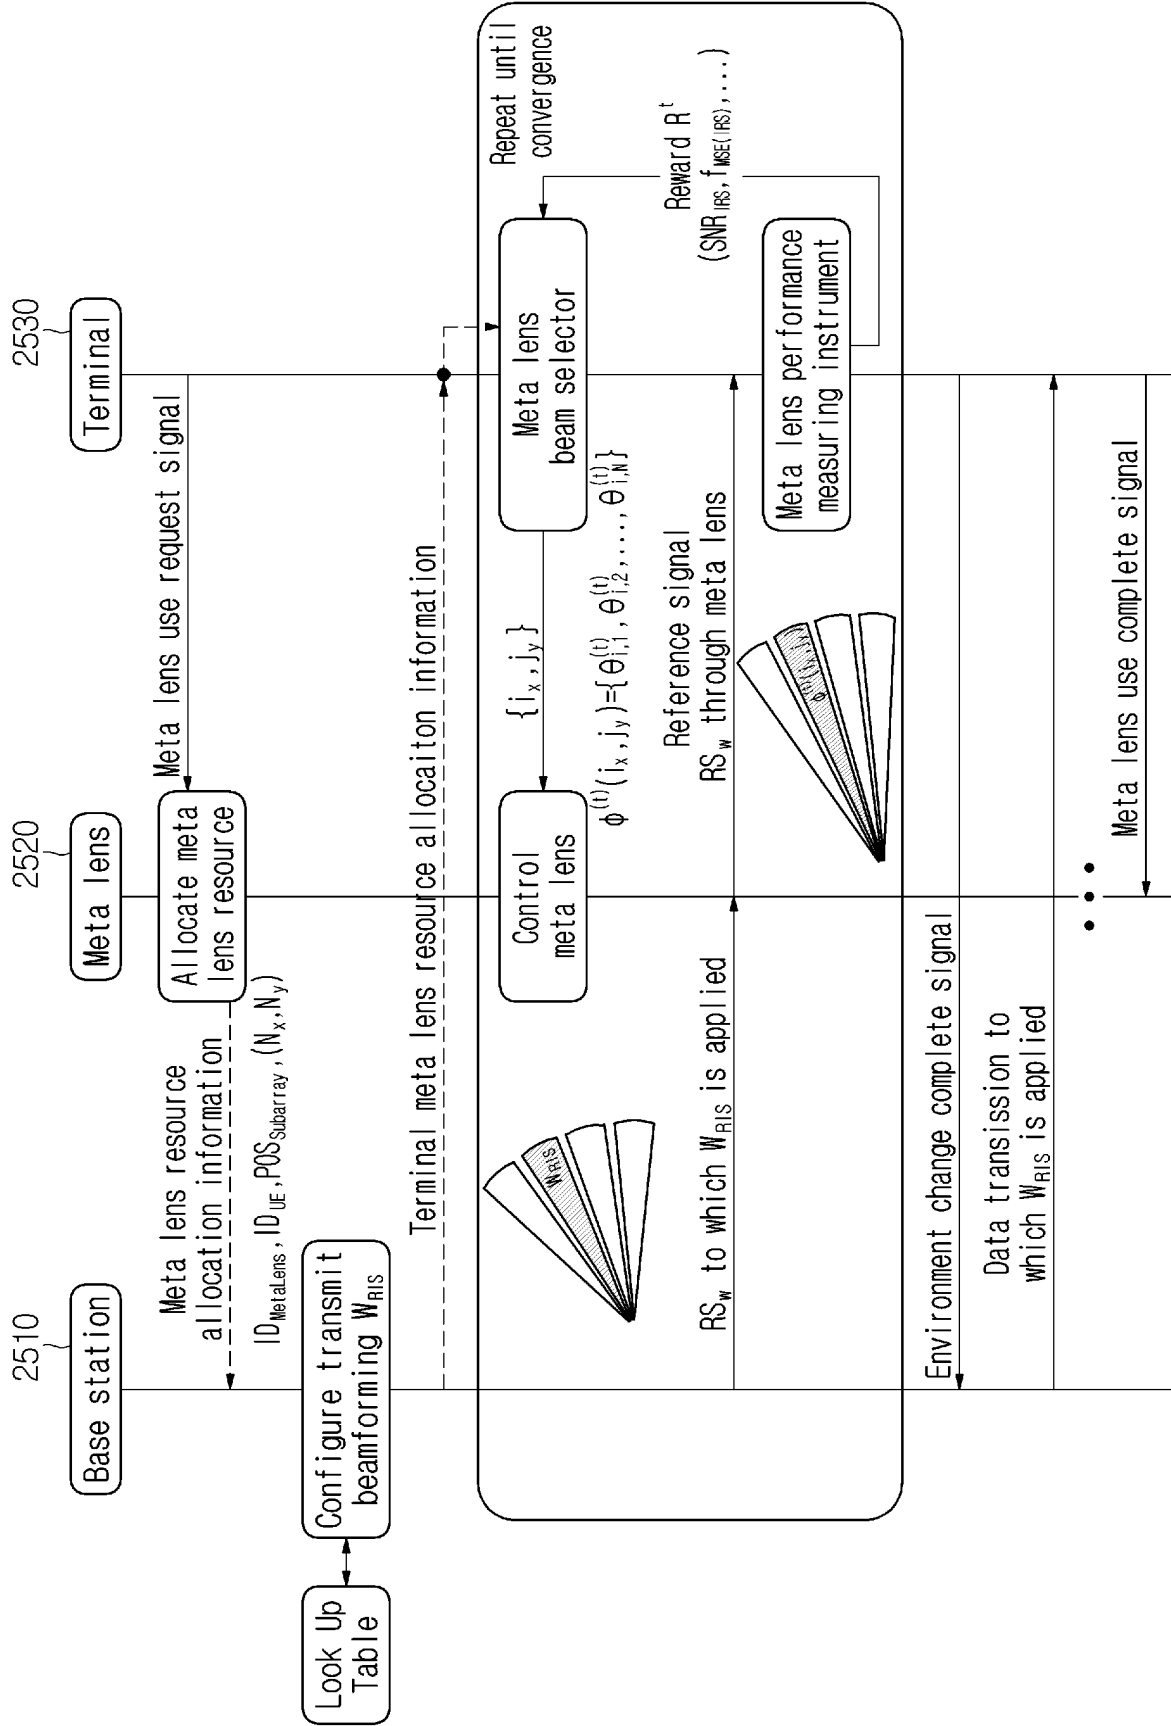 2510
2520
2530
Base station
Meta lens
Terminal
Meta lens use request signal
Allocate meta
lens resource
Meta lens resource
allocation information
ID_MetaLens, ID_UE, POS_Subarray, (N_x, N_y)
Look Up
Table
Configure transmit
beamforming W_RIS
Terminal meta lens resource allocaiton information
Repeat until
convergence
Meta lens
beam selector
{i_x, j_y}
Control
meta lens
ϕ^(t)(i_x, j_y)={θ^(t)_i,1, θ^(t)_i,2, ..., θ^(t)_i,N}
Reward R^t
(SNR_IRS, f_MSE(IRS), ...)
W_RIS
RS_w to which W_RIS is applied
Reference signal
RS_w through meta lens
ϕ^(t)(i_x, j_y)
Meta lens performance
measuring instrument
Environment change complete signal
Data transission to
which W_RIS is applied
Meta lens use complete signal